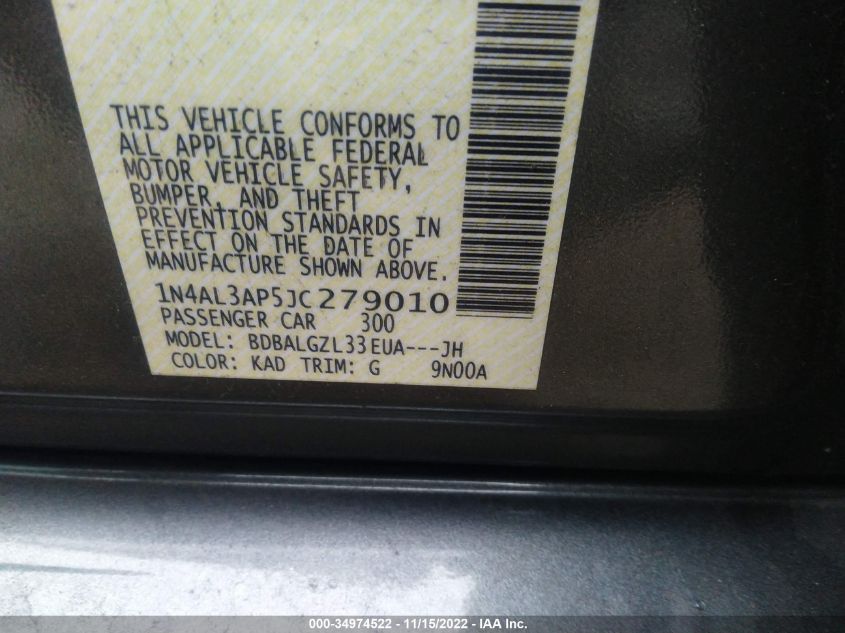 THIS VEHICLE CONFORMS TO
ALL APPLICABLE FEDERAL
MOTOR VEHICLE SAFETY,
BUMPER, AND THEFT
PREVENTION STANDARDS IN
EFFECT ON THE DATE OF
MANUFACTURE SHOWN ABOVE.
1N4AL3AP5JC279010
PASSENGER CAR 300
MODEL: BDBALGZL33EUA---JH
COLOR: KAD TRIM: G 9N00A
000-34974522 - 11/15/2022 - IAA Inc.